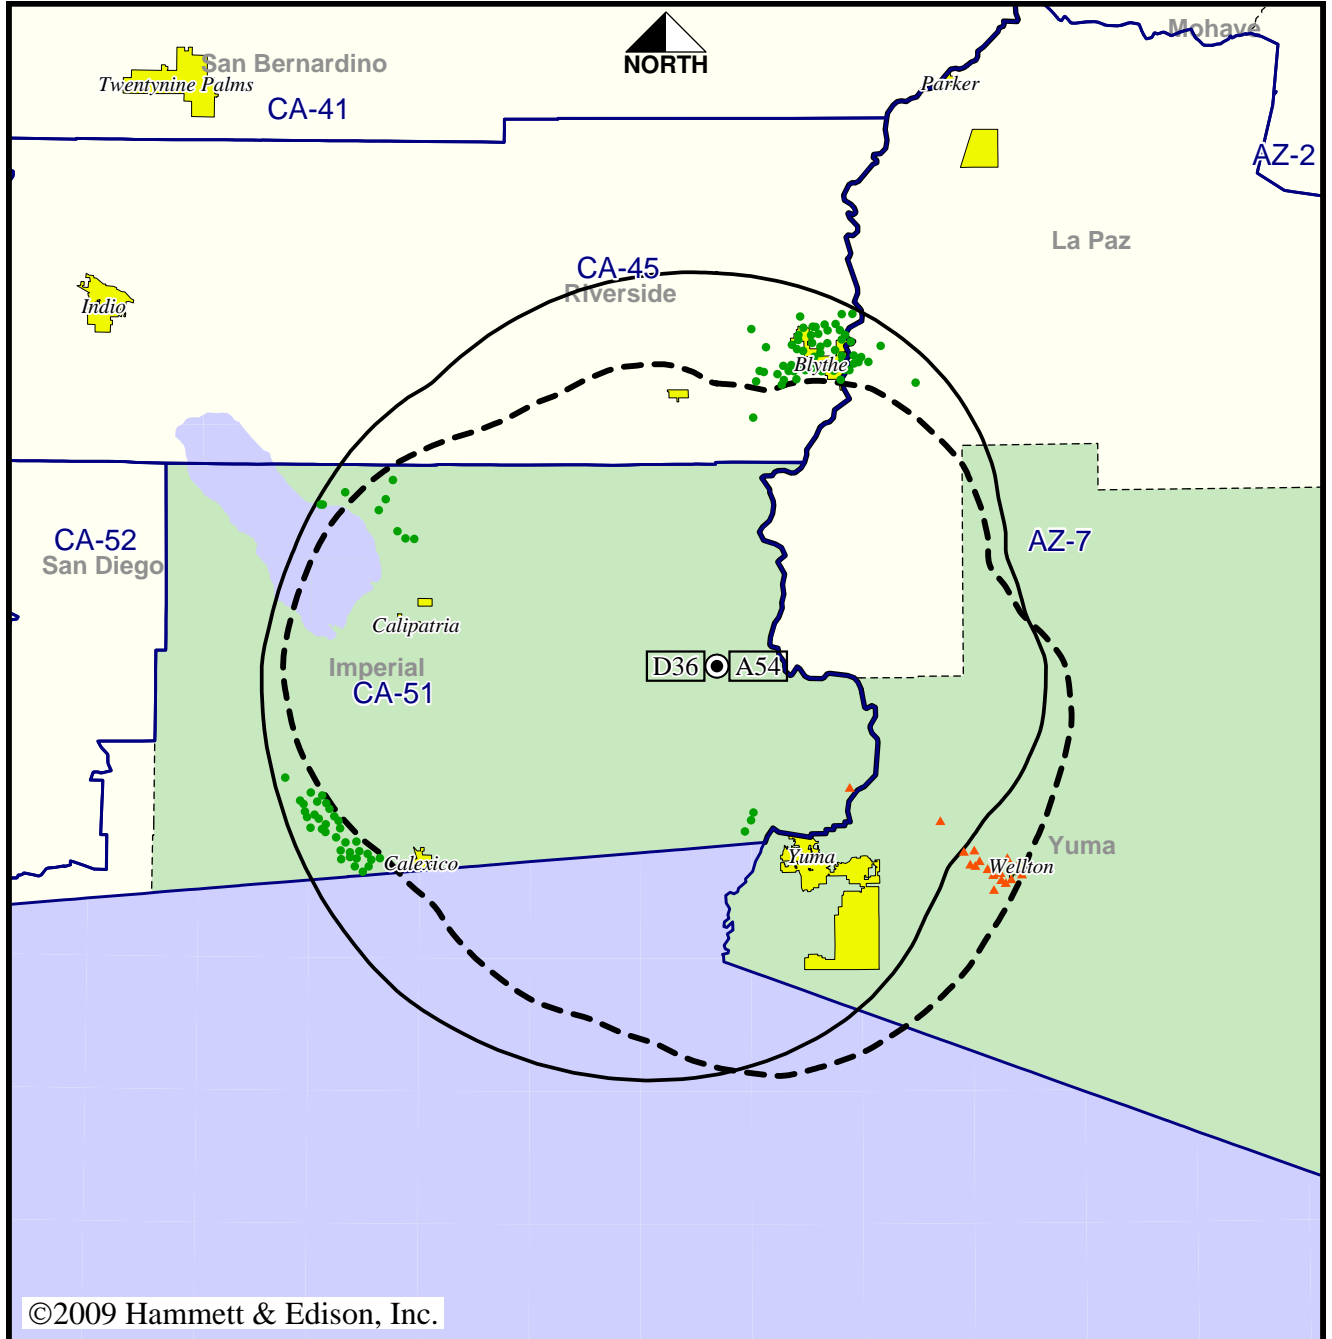 Mohave
San Bernardino
NORTH
Twentynine Palms
Parker
CA-41
AZ-2
La Paz
CA-45
Riverside
Indio
Blythe
CA-52
AZ-7
San Diego
Calipatria
Imperial
D36
A54
CA-51
Yuma
Calexico
Yuma
Wellton
©2009 Hammett & Edison, Inc.